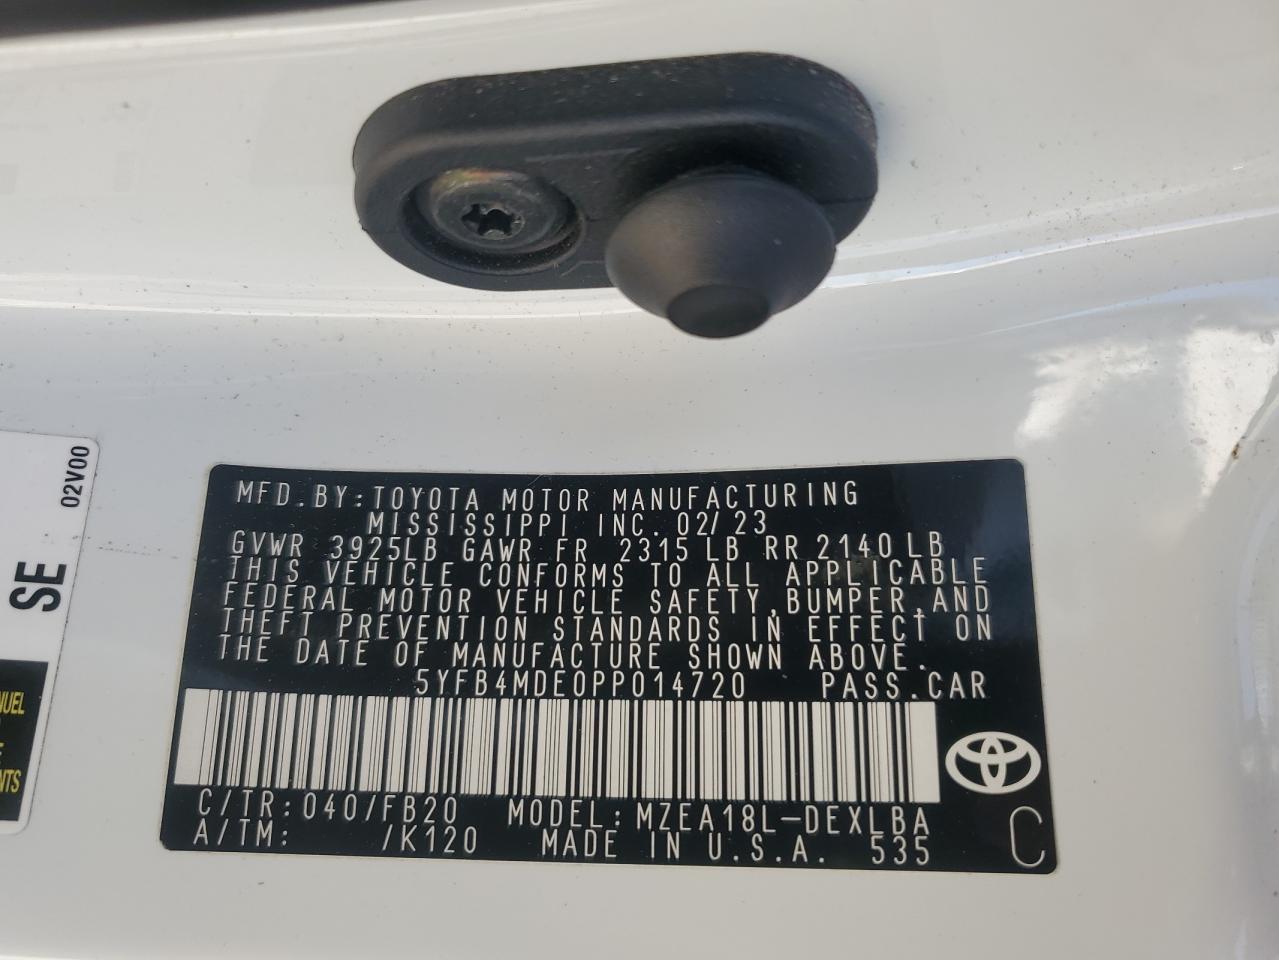 MFD.BY:TOYOTA MOTOR MANUFACTURING
MISSISSIPPI INC. 02/23
GVWR 3925LB GAWR FR 2315 LB RR 2140 LB
THIS VEHICLE CONFORMS TO ALL APPLICABLE
FEDERAL MOTOR VEHICLE SAFETY, BUMPER, AND
THEFT PREVENTION STANDARDS IN EFFECT ON
THE DATE OF MANUFACTURE SHOWN ABOVE.
5YFB4MDE0PP014720 PASS.CAR
C/TR:040/FB20 MODEL:MZEA18L-DEXLBA
A/TM: /K120 MADE IN U.S.A. 535
C
02V00
SE